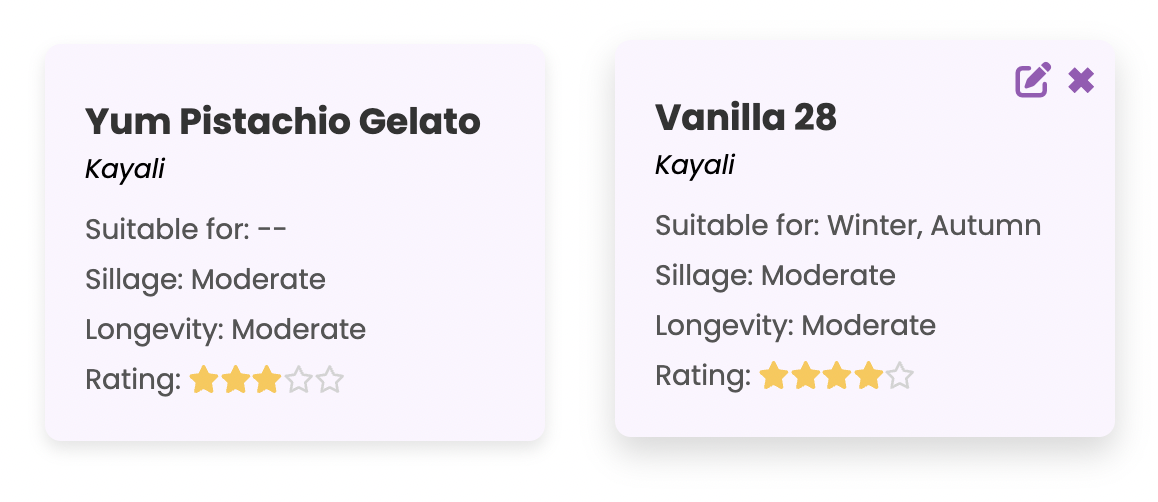 Yum Pistachio Gelato
Kayali
Suitable for: --
Sillage: Moderate
Longevity: Moderate
Rating:
Vanilla 28
Kayali
Suitable for: Winter, Autumn
Sillage: Moderate
Longevity: Moderate
Rating: